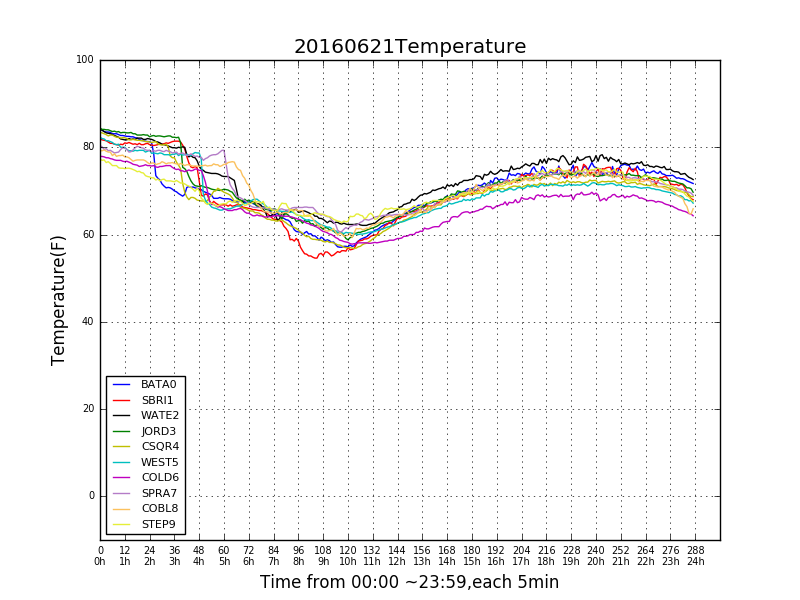 20160621Temperature
Temperature(F)
100
80
60
40
20
0
BATA0
SBRI1
WATE2
JORD3
CSQR4
WEST5
COLD6
SPRA7
COBL8
STEP9
0 12 24 36 48 60 72 84 96 108 120 132 144 156 168 180 192 204 216 228 240 252 264 276 288
0h 1h 2h 3h 4h 5h 6h 7h 8h 9h 10h 11h 12h 13h 14h 15h 16h 17h 18h 19h 20h 21h 22h 23h 24h
Time from 00:00 ~23:59,each 5min